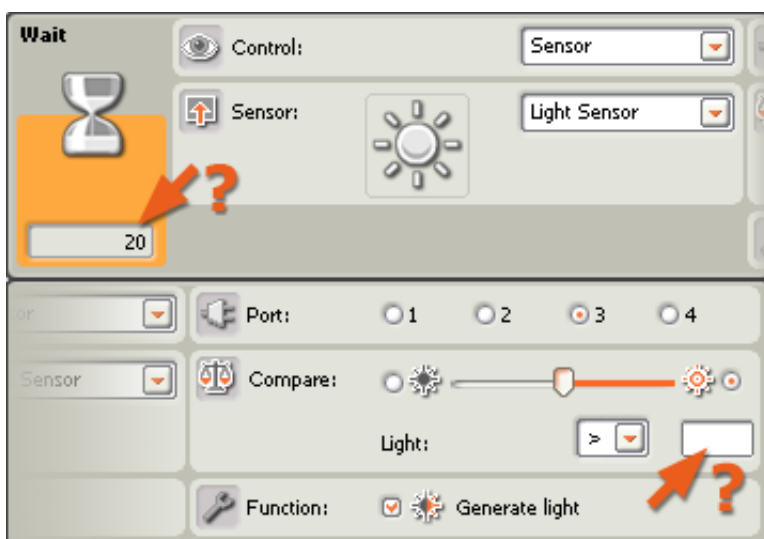 Wait
Control:
Sensor
Sensor:
Light Sensor
?
20
Port:
1
2
3
4
Sensor
Compare:
Light:
>
?
Function:
Generate light